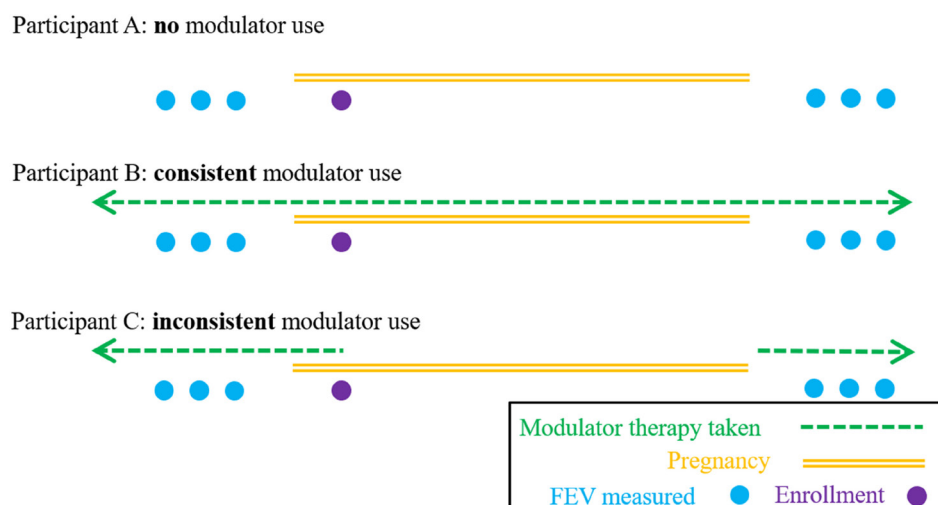 Participant A: no modulator use
Participant B: consistent modulator use
Participant C: inconsistent modulator use
Modulator therapy taken
Pregnancy
FEV measured Enrollment